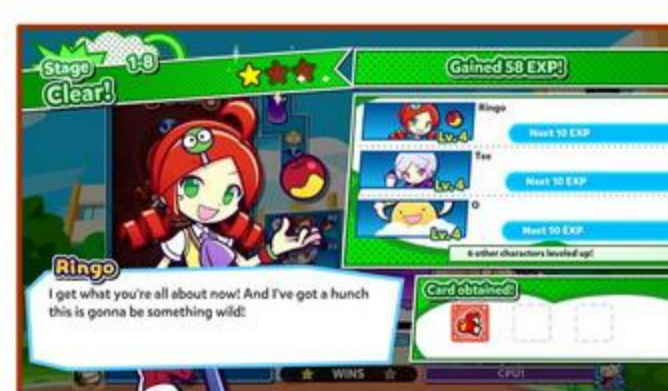 Stage 1-8
Clear!
Gained 58 EXP!
Ringo
Lv. 4
Next 10 EXP
Tee
Lv. 4
Next 10 EXP
O
Lv. 4
Next 10 EXP
6 other characters leveled up!
Ringo
I get what you're all about now! And I've got a hunch
this is gonna be something wild!
Card obtained!
WINS
CPU1